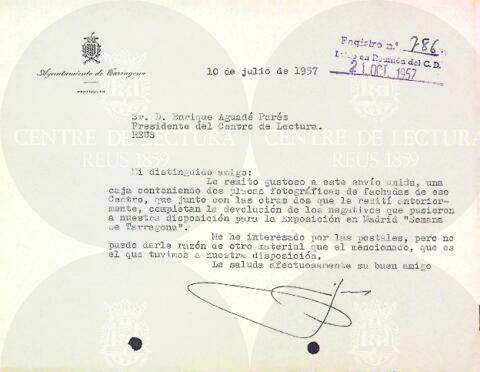 Ayuntamiento de Tarragona
10 de julio de 1957
Registro n.º 786.
Leído en Reunión del C. D.
21 OCT. 1957
Sr. D. Enrique Aguadé Parés
Presidente del Centro de Lectura.
REUS
CENTRE DE LECTURA
REUS 1859
CENTRE DE LECTURA
REUS 1859
Mi distinguido amigo:
Le remito gustoso a este envío unida, una
caja conteniendo dos placas fotográficas de fachadas de ese
Centro, que junto con las otras dos que le remití anterior-
mente, completan la devolución de los negativos que pusieron
a nuestra disposición para la Exposición en Madrid "Semana
de Tarragona".
Me he interesado por las postales, pero no
puedo darle razón de otro material que el mencionado, que es
el que tuvimos a nuestra disposición.
Le saluda afectuosamente su buen amigo